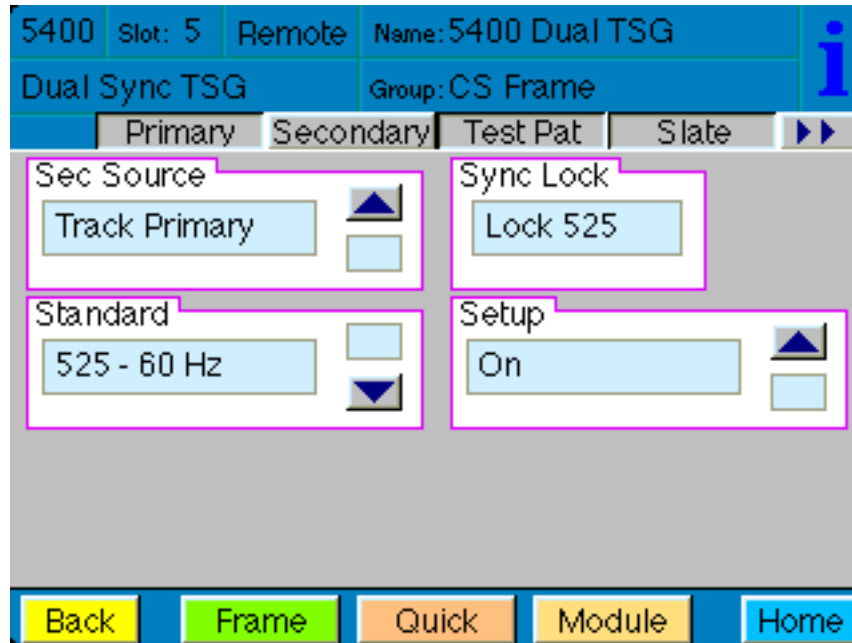 5400 Slot: 5 Remote Name: 5400 Dual TSG
Dual Sync TSG Group: CS Frame
i
Primary Secondary Test Pat Slate
Sec Source Sync Lock
Track Primary Lock 525
Standard Setup
525 - 60 Hz On
Back Frame Quick Module Home